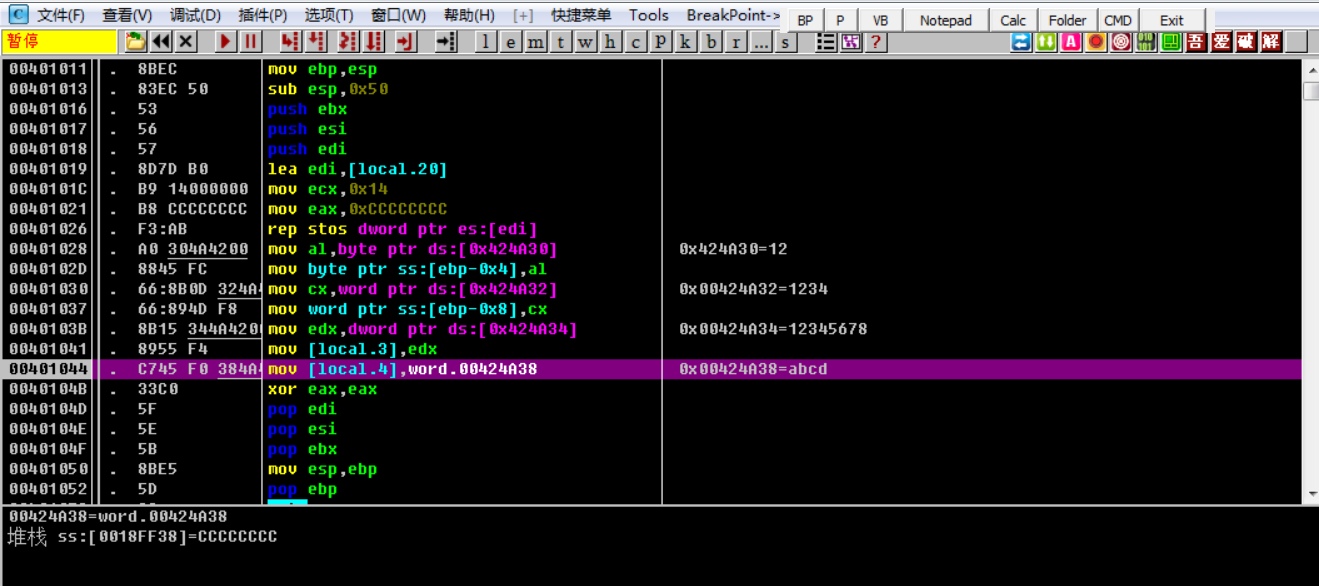 C 文件(F) 查看(V) 调试(D) 插件(P) 选项(T) 窗口(W) 帮助(H) [+] 快捷菜单 Tools BreakPoint-> BP P VB Notepad Calc Folder CMD Exit
暂停 l e m t w h c P k b r ... s ? A 吾 爱 破 解
00401011 . 8BEC mov ebp,esp
00401013 . 83EC 50 sub esp,0x50
00401016 . 53 push ebx
00401017 . 56 push esi
00401018 . 57 push edi
00401019 . 8D7D B0 lea edi,[local.20]
0040101C . B9 14000000 mov ecx,0x14
00401021 . B8 CCCCCCCC mov eax,0xCCCCCCCC
00401026 . F3:AB rep stos dword ptr es:[edi]
00401028 . A0 304A4200 mov al,byte ptr ds:[0x424A30] 0x424A30=12
0040102D . 8845 FC mov byte ptr ss:[ebp-0x4],al
00401030 . 66:8B0D 324A mov cx,word ptr ds:[0x424A32] 0x00424A32=1234
00401037 . 66:894D F8 mov word ptr ss:[ebp-0x8],cx
0040103B . 8B15 344A420 mov edx,dword ptr ds:[0x424A34] 0x00424A34=12345678
00401041 . 8955 F4 mov [local.3],edx
00401044 . C745 F0 384A mov [local.4],word.00424A38 0x00424A38=abcd
0040104B . 33C0 xor eax,eax
0040104D . 5F pop edi
0040104E . 5E pop esi
0040104F . 5B pop ebx
00401050 . 8BE5 mov esp,ebp
00401052 . 5D pop ebp
00424A38=word.00424A38
堆栈 ss:[0018FF38]=CCCCCCCC